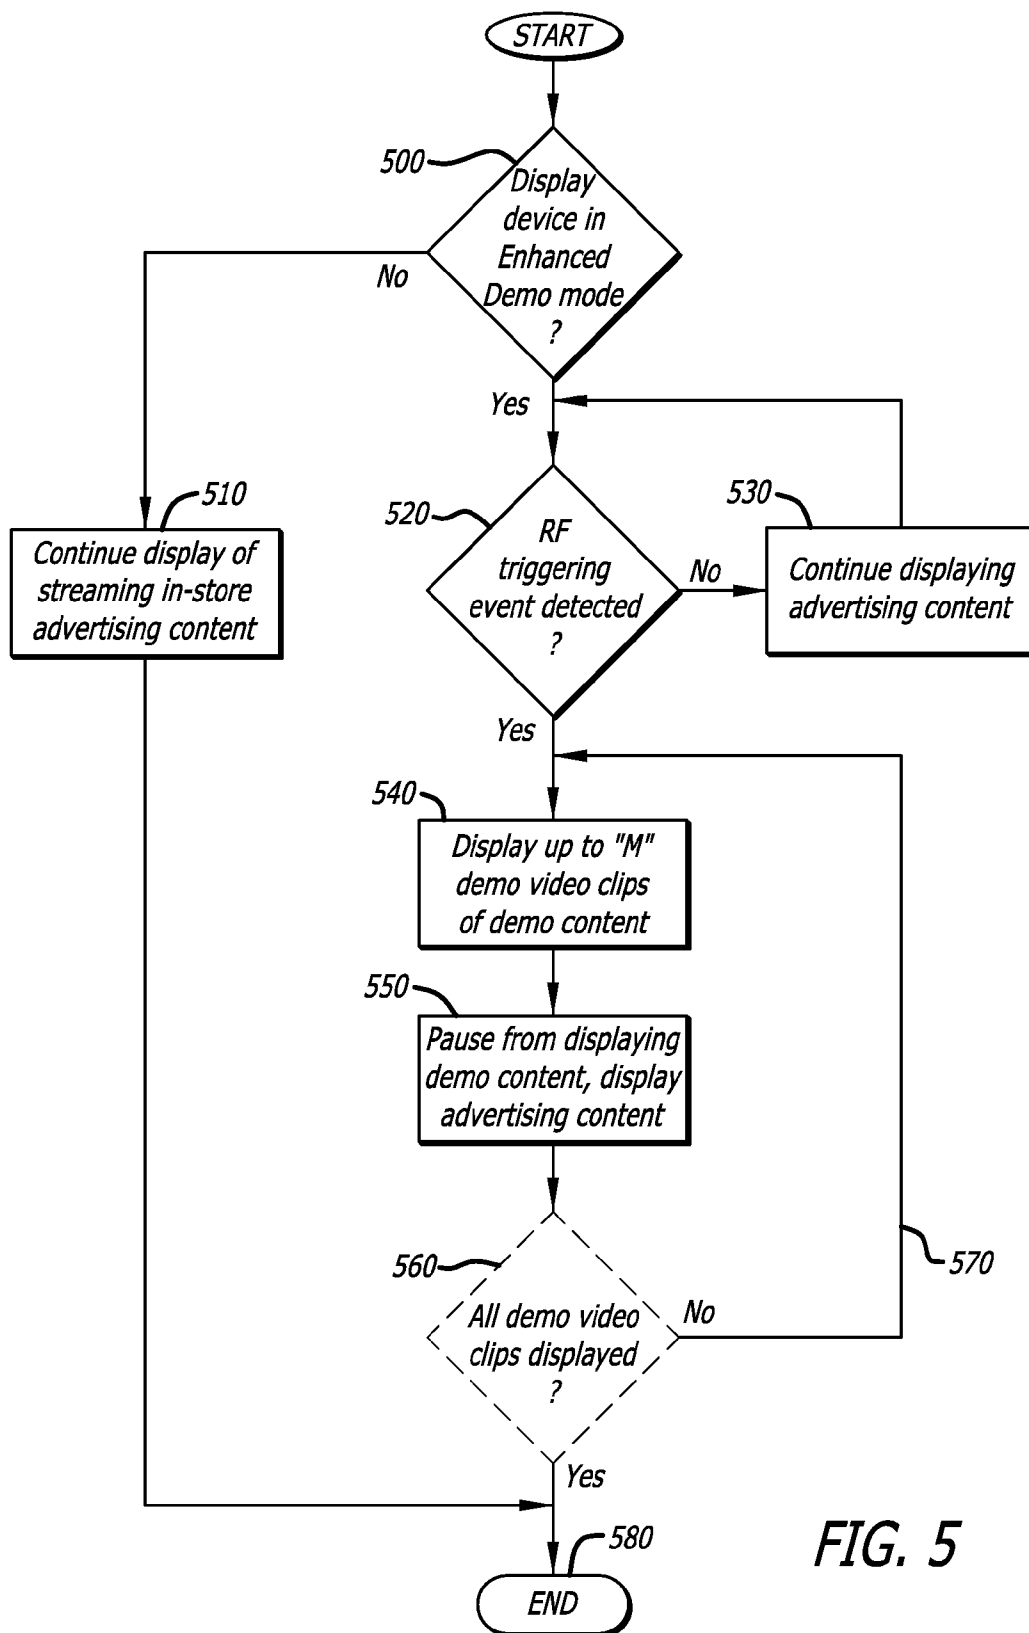 START
500
Display
device in
Enhanced
Demo mode
?
No
Yes
510
Continue display of
streaming in-store
advertising content
520
RF
triggering
event detected
?
No
530
Continue displaying
advertising content
Yes
540
Display up to "M"
demo video clips
of demo content
550
Pause from displaying
demo content, display
advertising content
560
All demo video
clips displayed
?
No
570
Yes
580
END
FIG. 5